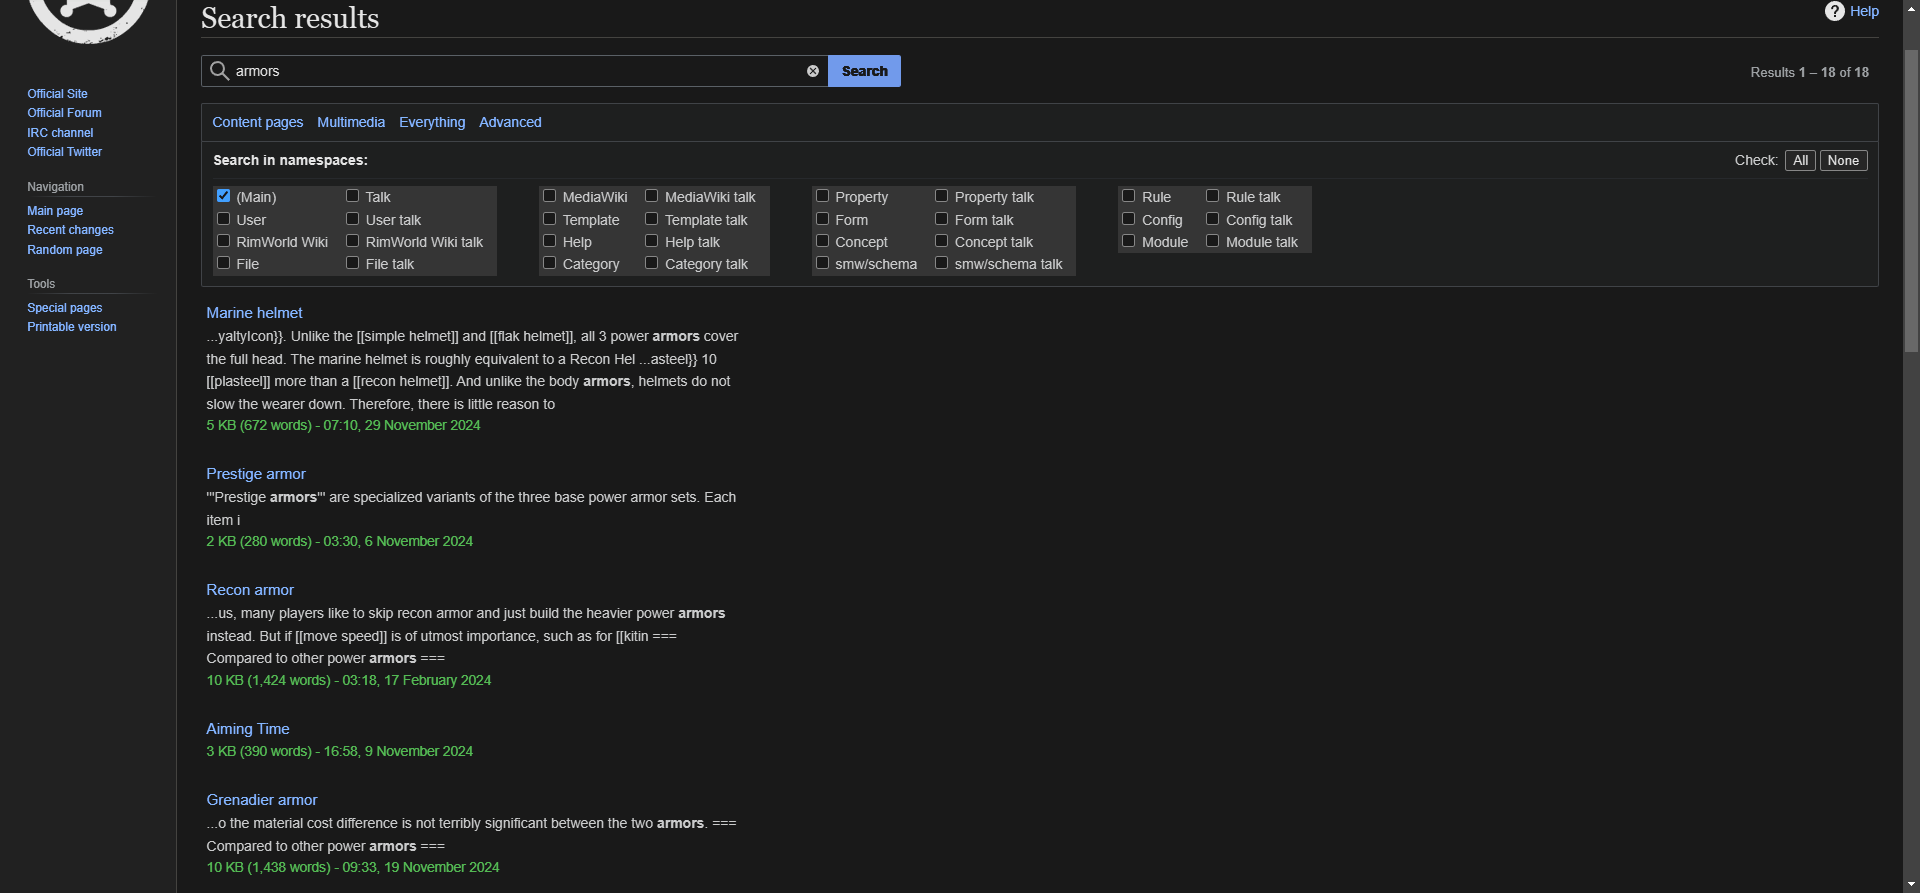 Search results
Help
armors
Search
Results 1 – 18 of 18
Official Site
Official Forum
IRC channel
Official Twitter
Navigation
Main page
Recent changes
Random page
Tools
Special pages
Printable version
Content pages Multimedia Everything Advanced
Search in namespaces:
Check: All None
(Main) Talk MediaWiki MediaWiki talk Property Property talk Rule Rule talk
User User talk Template Template talk Form Form talk Config Config talk
RimWorld Wiki RimWorld Wiki talk Help Help talk Concept Concept talk Module Module talk
File File talk Category Category talk smw/schema smw/schema talk
Marine helmet
...yaltyIcon}}. Unlike the [[simple helmet]] and [[flak helmet]], all 3 power armors cover
the full head. The marine helmet is roughly equivalent to a Recon Hel ...asteel}} 10
[[plasteel]] more than a [[recon helmet]]. And unlike the body armors, helmets do not
slow the wearer down. Therefore, there is little reason to
5 KB (672 words) - 07:10, 29 November 2024
Prestige armor
'''Prestige armors''' are specialized variants of the three base power armor sets. Each
item i
2 KB (280 words) - 03:30, 6 November 2024
Recon armor
...us, many players like to skip recon armor and just build the heavier power armors
instead. But if [[move speed]] is of utmost importance, such as for [[kitin ===
Compared to other power armors ===
10 KB (1,424 words) - 03:18, 17 February 2024
Aiming Time
3 KB (390 words) - 16:58, 9 November 2024
Grenadier armor
...o the material cost difference is not terribly significant between the two armors. ===
Compared to other power armors ===
10 KB (1,438 words) - 09:33, 19 November 2024